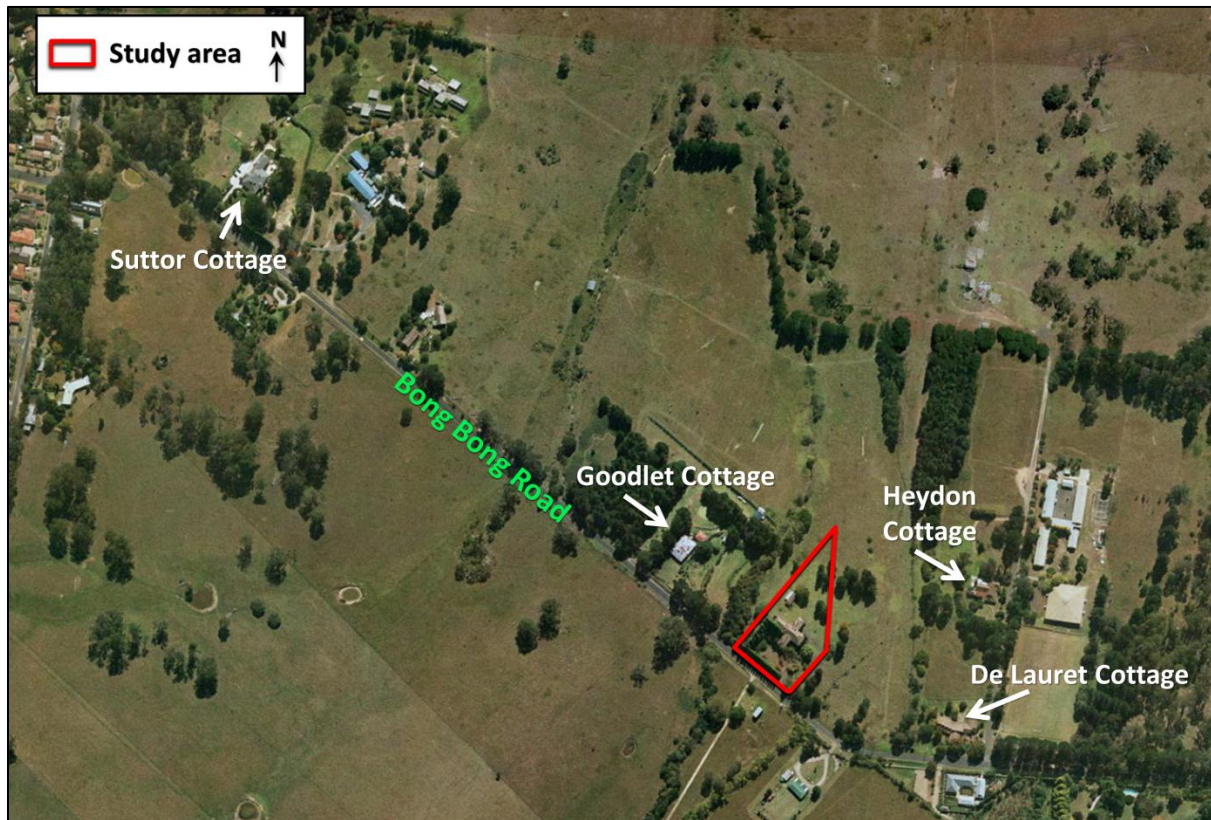 Study area
N
Suttor Cottage
Bong Bong Road
Goodlet Cottage
Heydon
Cottage
De Lauret Cottage